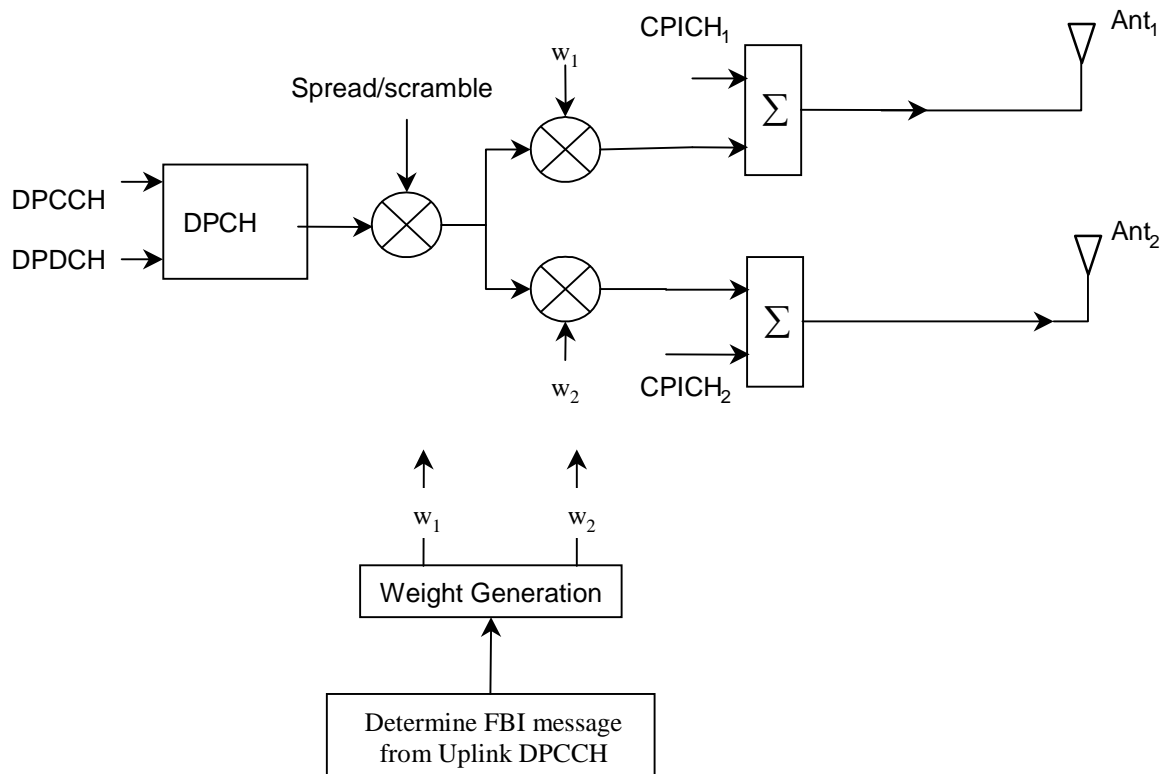 CPICH₁
Ant₁
w₁
Spread/scramble
Σ
DPCCH
DPCH
DPDCH
Ant₂
Σ
w₂
CPICH₂
w₁
w₂
Weight Generation
Determine FBI message
from Uplink DPCCH